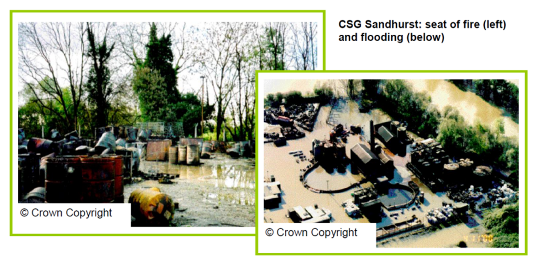 CSG Sandhurst: seat of fire (left)
and flooding (below)
© Crown Copyright
© Crown Copyright